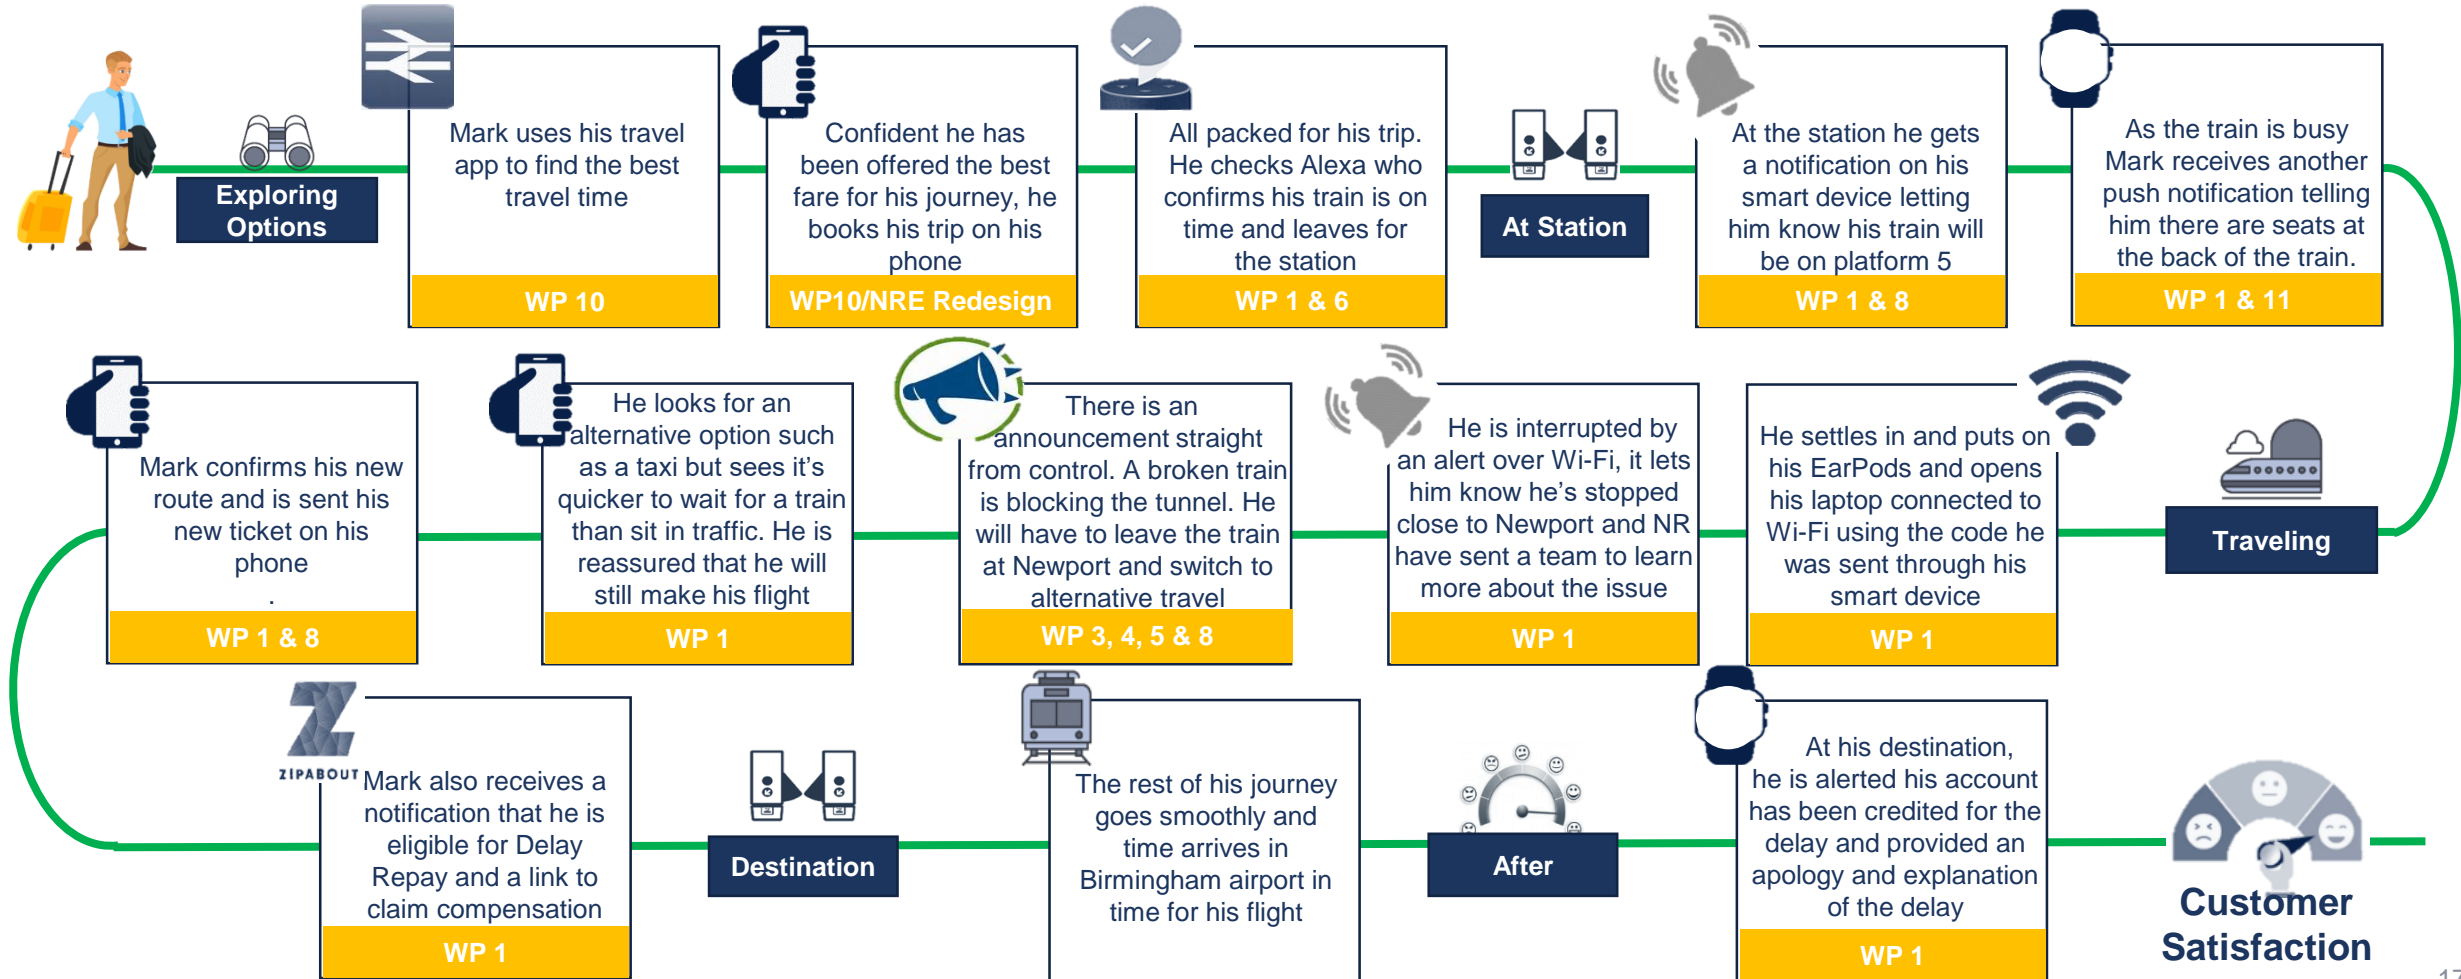 Exploring
Options
Mark uses his travel
app to find the best
travel time
WP 10
Confident he has
been offered the best
fare for his journey, he
books his trip on his
phone
WP10/NRE Redesign
All packed for his trip.
He checks Alexa who
confirms his train is on
time and leaves for
the station
WP 1 & 6
At Station
At the station he gets
a notification on his
smart device letting
him know his train will
be on platform 5
WP 1 & 8
As the train is busy
Mark receives another
push notification telling
him there are seats at
the back of the train.
WP 1 & 11
Traveling
He settles in and puts on
his EarPods and opens
his laptop connected to
Wi-Fi using the code he
was sent through his
smart device
WP 1
He is interrupted by
an alert over Wi-Fi, it lets
him know he’s stopped
close to Newport and NR
have sent a team to learn
more about the issue
WP 1
There is an
announcement straight
from control. A broken train
is blocking the tunnel. He
will have to leave the train
at Newport and switch to
alternative travel
WP 3, 4, 5 & 8
He looks for an
alternative option such
as a taxi but sees it’s
quicker to wait for a train
than sit in traffic. He is
reassured that he will
still make his flight
WP 1
Mark confirms his new
route and is sent his
new ticket on his
phone
.
WP 1 & 8
ZIPABOUT
Mark also receives a
notification that he is
eligible for Delay
Repay and a link to
claim compensation
WP 1
Destination
The rest of his journey
goes smoothly and
time arrives in
Birmingham airport in
time for his flight
After
At his destination,
he is alerted his account
has been credited for the
delay and provided an
apology and explanation
of the delay
WP 1
Customer
Satisfaction